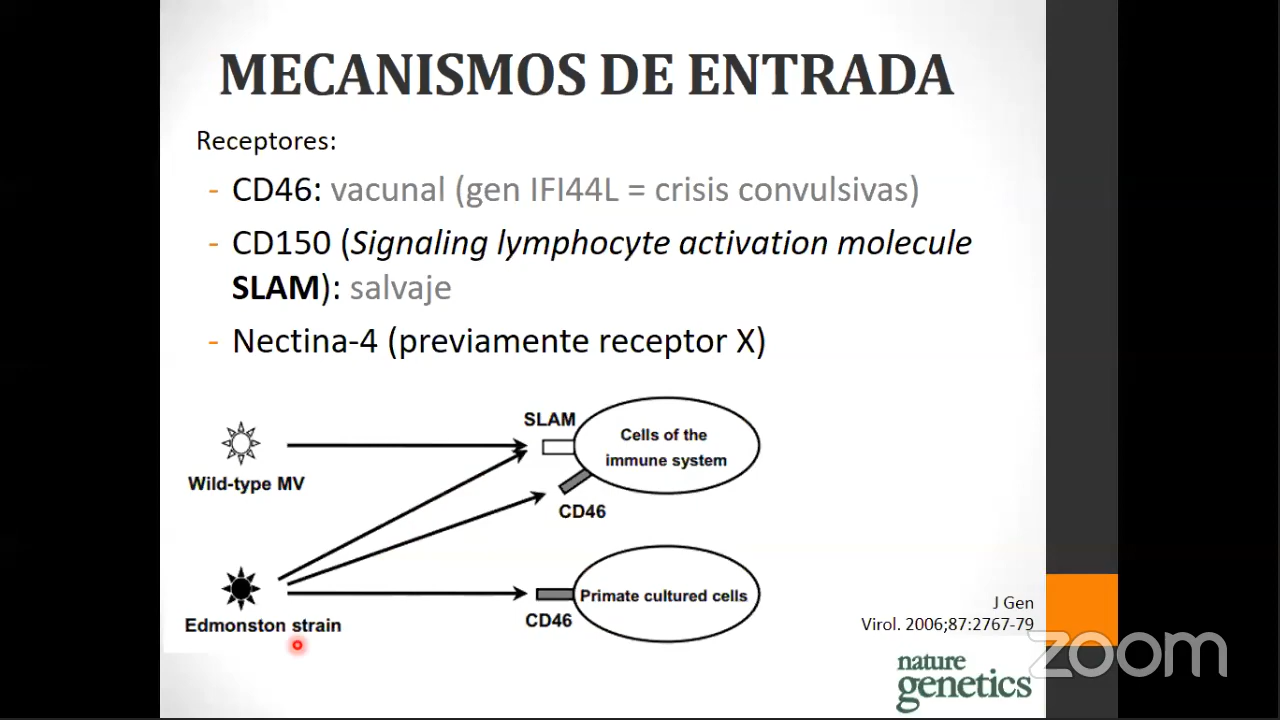 MECANISMOS DE ENTRADA
Receptores:
- CD46: vacunal (gen IFI44L = crisis convulsivas)
- CD150 (Signaling lymphocyte activation molecule
SLAM): salvaje
- Nectina-4 (previamente receptor X)
SLAM
Cells of the
immune system
Wild-type MV
CD46
Primate cultured cells
Edmonston strain
CD46
J Gen
Virol. 2006;87:2767-79
nature
genetics
zoom